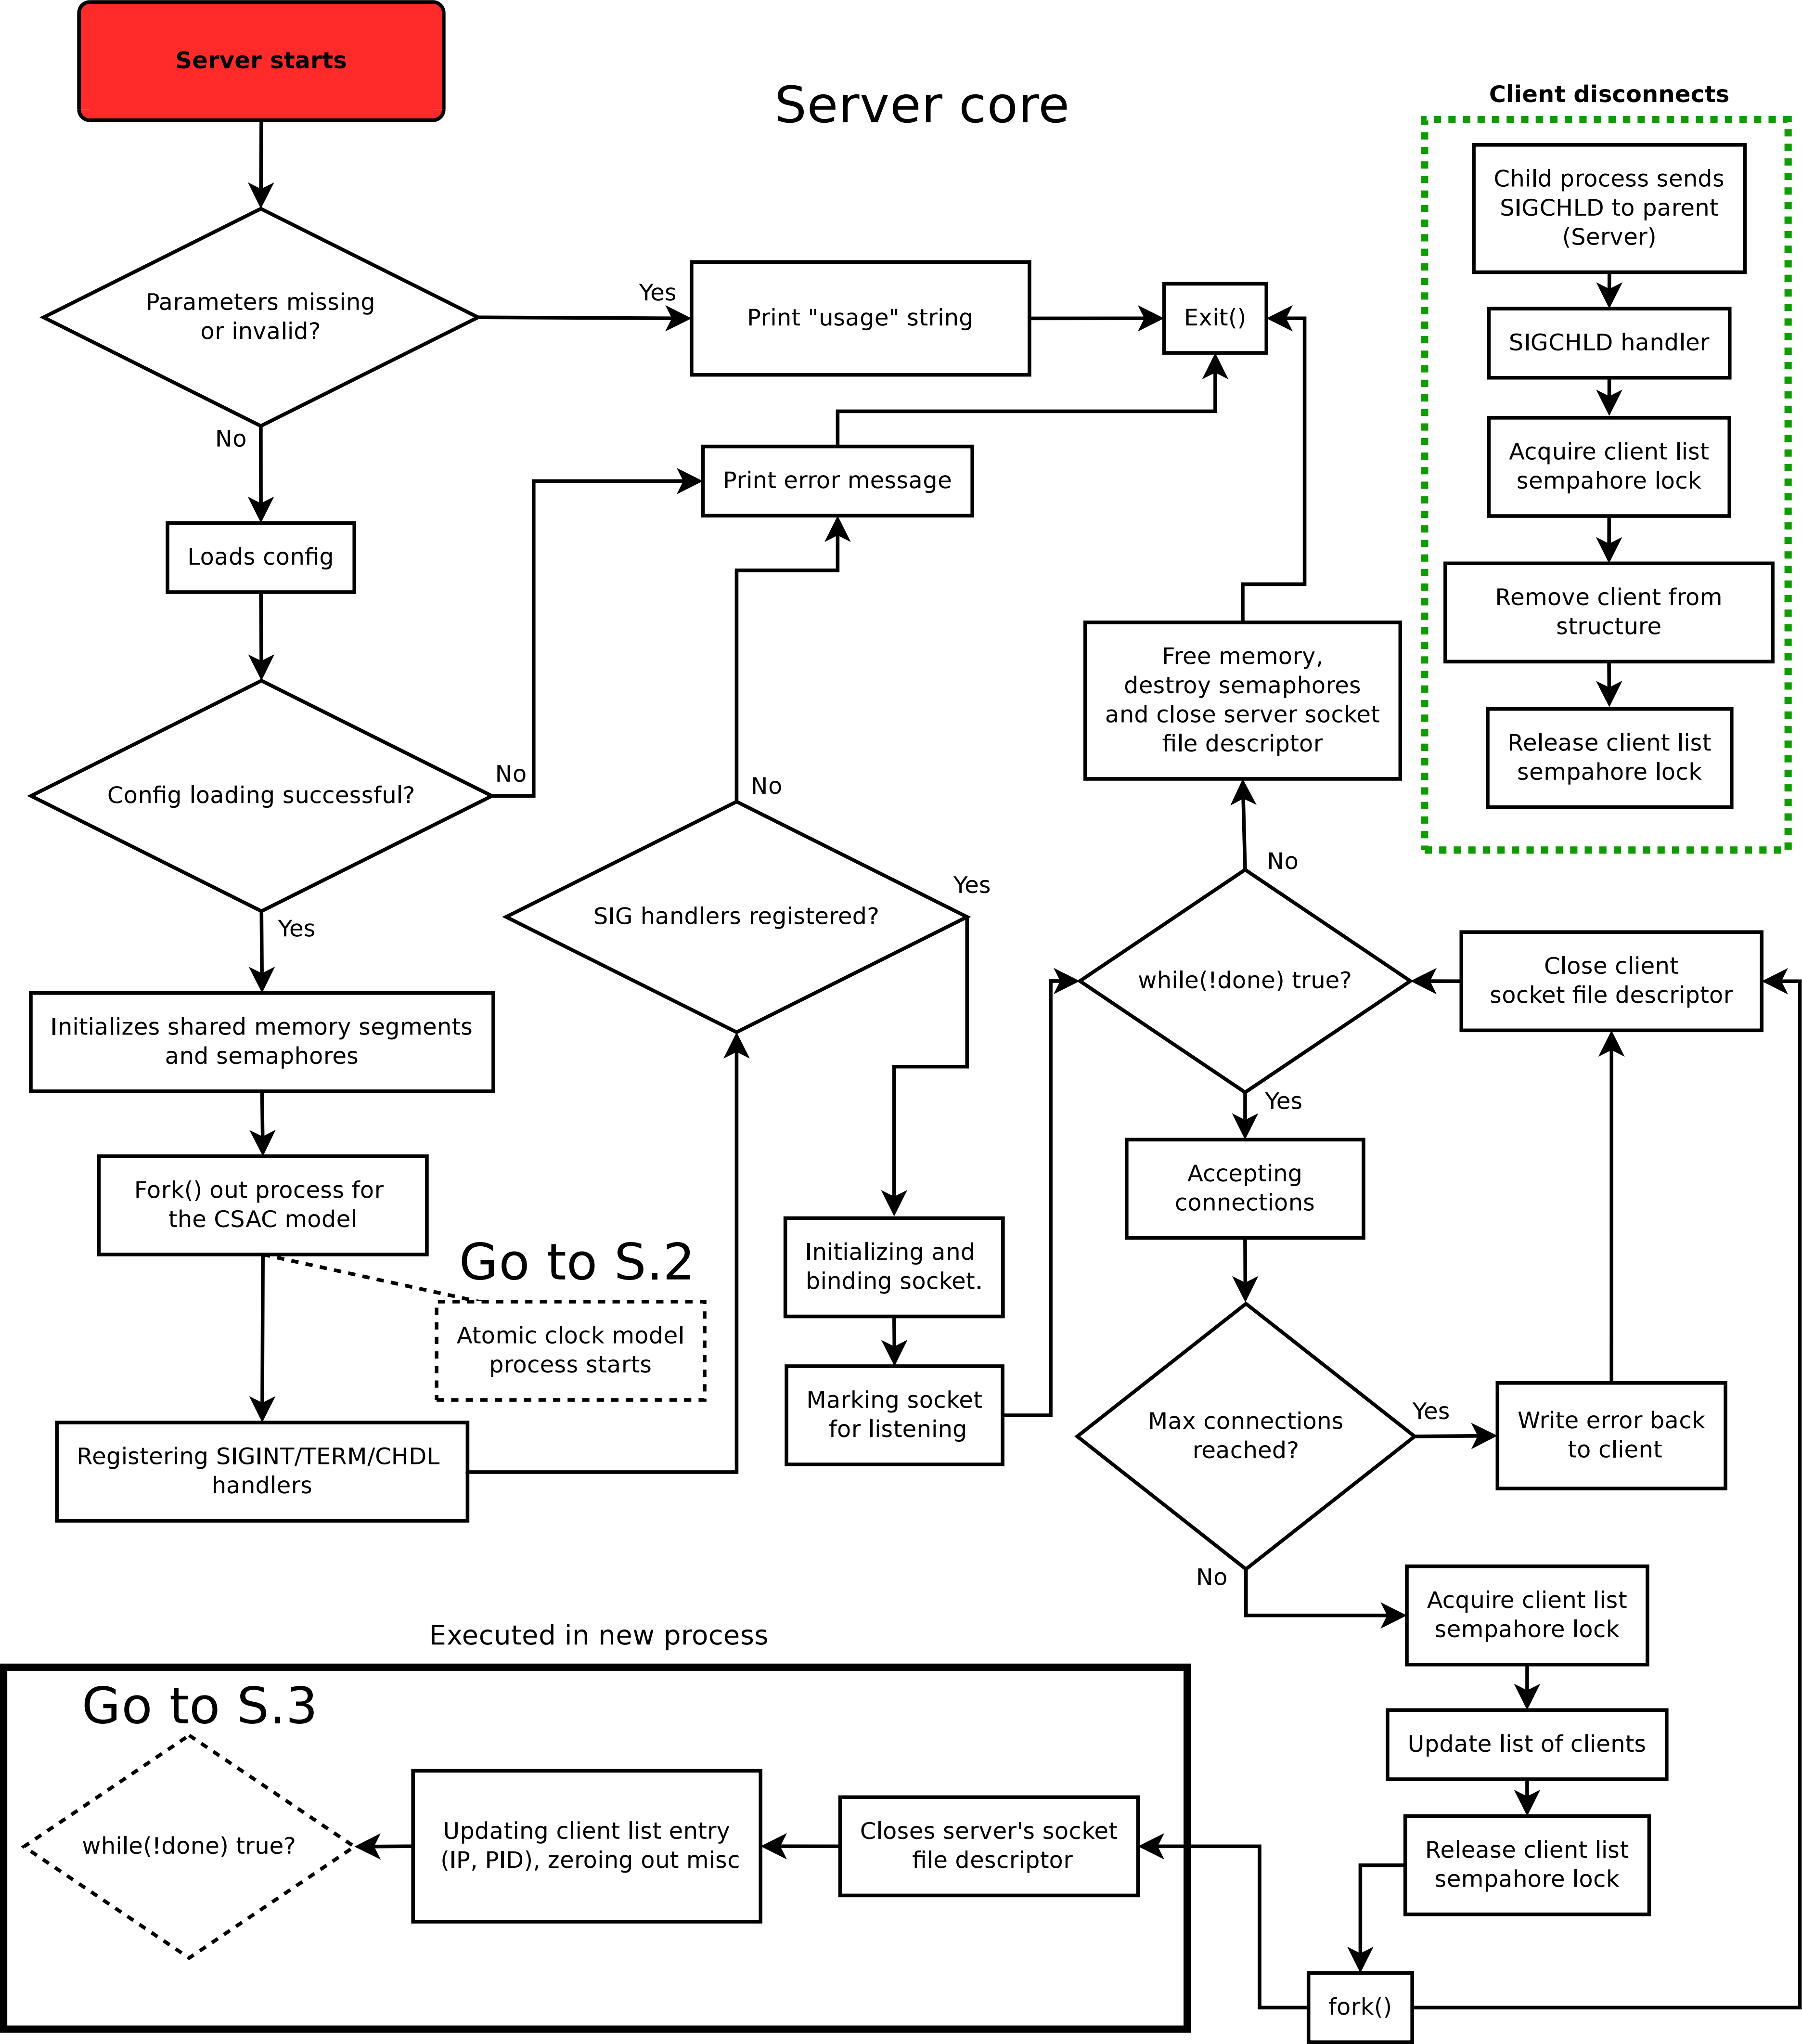 Server starts
Server core
Client disconnects
Parameters missing
or invalid?
Yes
No
Print "usage" string
Exit()
Print error message
Loads config
Config loading successful?
No
Yes
Initializes shared memory segments
and semaphores
Fork() out process for
the CSAC model
Go to S.2
Atomic clock model
process starts
Registering SIGINT/TERM/CHDL
handlers
SIG handlers registered?
No
Yes
Initializing and
binding socket.
Marking socket
for listening
Free memory,
destroy semaphores
and close server socket
file descriptor
No
while(!done) true?
Yes
Accepting
connections
Max connections
reached?
Yes
No
Write error back
to client
Close client
socket file descriptor
Acquire client list
sempahore lock
Update list of clients
Release client list
sempahore lock
fork()
Child process sends
SIGCHLD to parent
(Server)
SIGCHLD handler
Acquire client list
sempahore lock
Remove client from
structure
Release client list
sempahore lock
Executed in new process
Go to S.3
while(!done) true?
Updating client list entry
(IP, PID), zeroing out misc
Closes server's socket
file descriptor